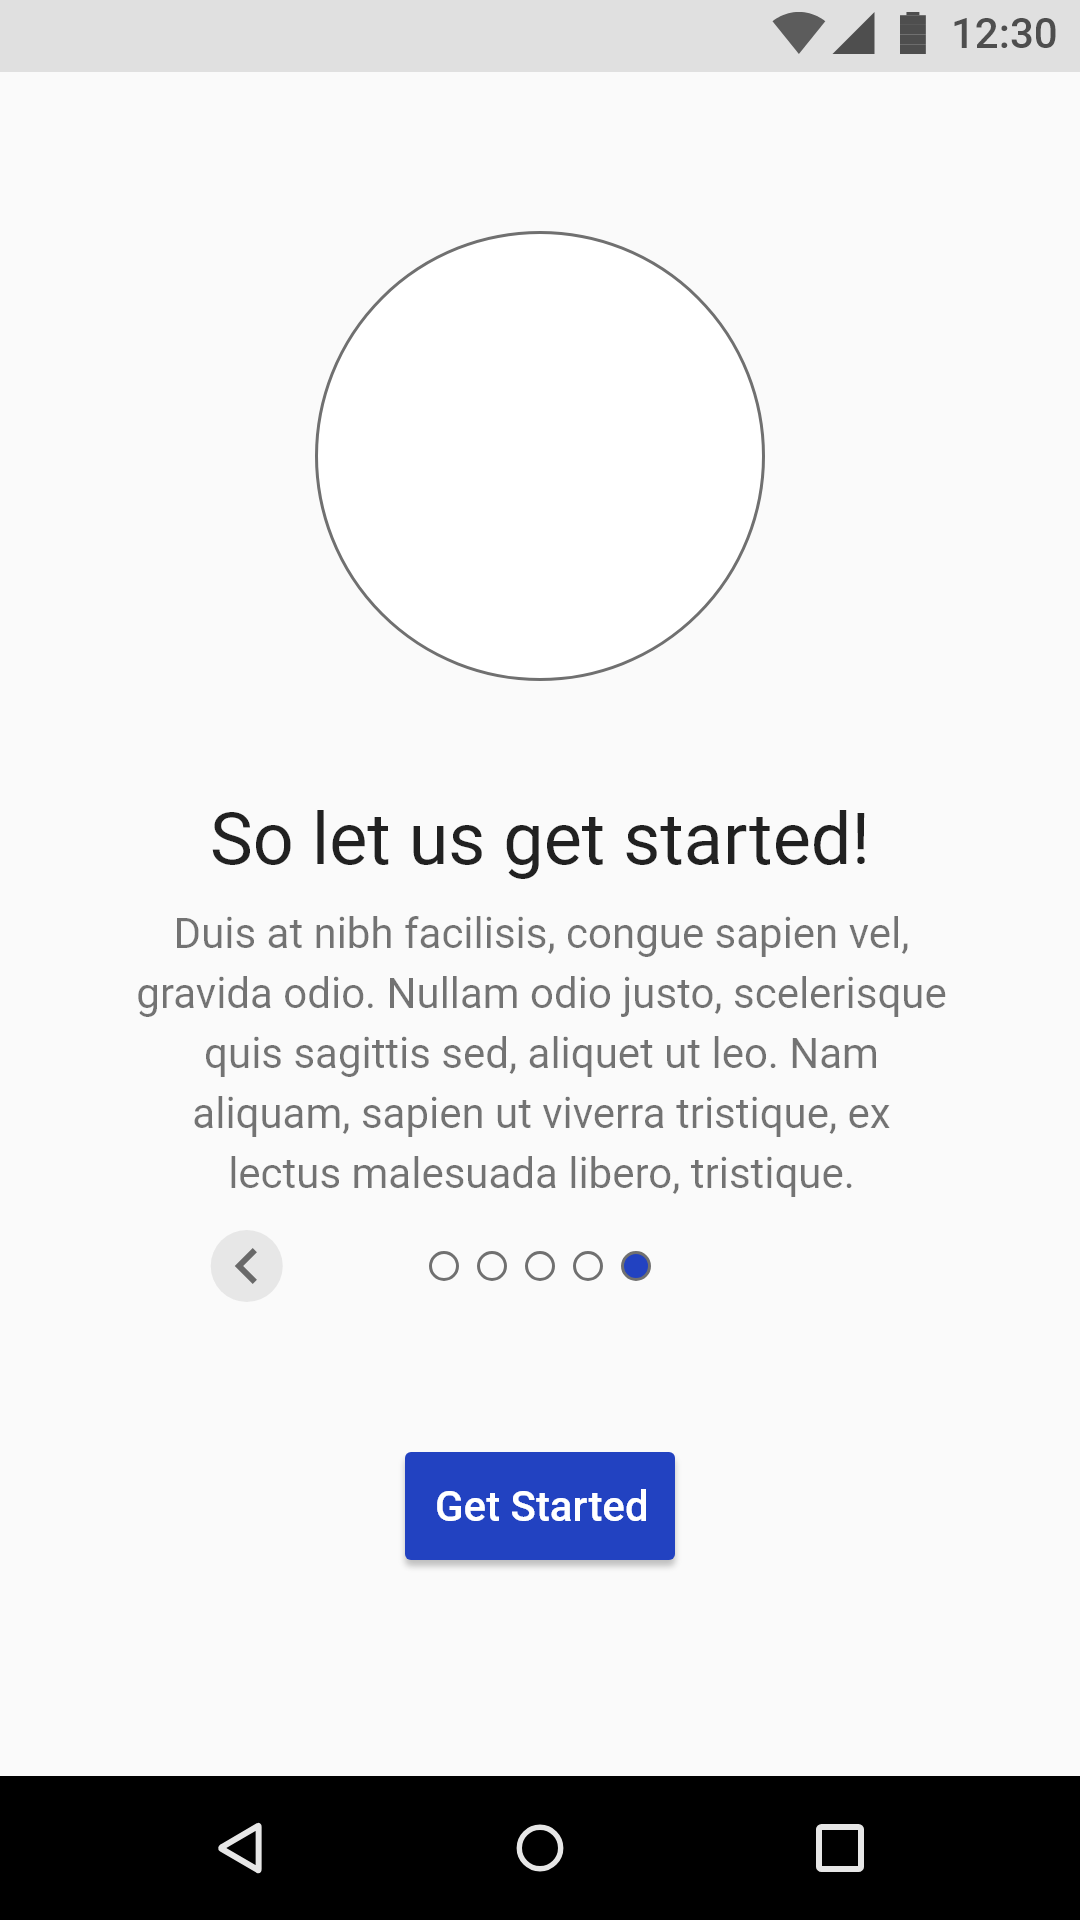 12:30
So let us get started!
Duis at nibh facilisis, congue sapien vel,
gravida odio. Nullam odio justo, scelerisque
quis sagittis sed, aliquet ut leo. Nam
aliquam, sapien ut viverra tristique, ex
lectus malesuada libero, tristique.
Get Started